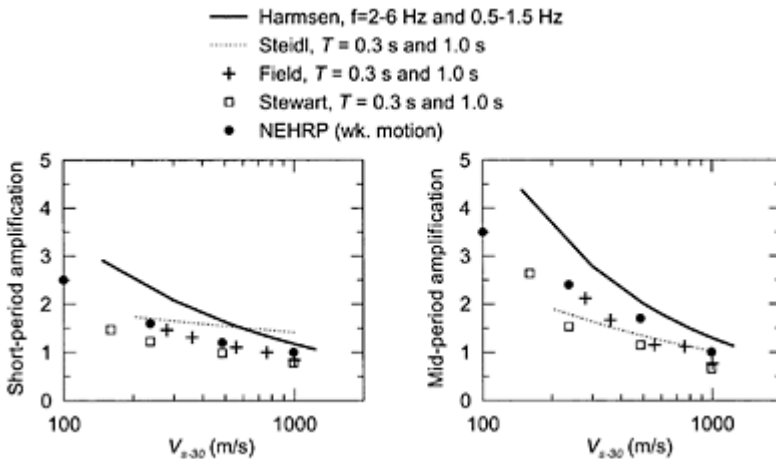 Harmsen, f=2-6 Hz and 0.5-1.5 Hz
Steidl, T = 0.3 s and 1.0 s
Field, T = 0.3 s and 1.0 s
Stewart, T = 0.3 s and 1.0 s
NEHRP (wk. motion)
Short-period amplification
5
4
3
2
1
0
100
1000
Vs-30 (m/s)
Mid-period amplification
5
4
3
2
1
0
100
1000
Vs-30 (m/s)